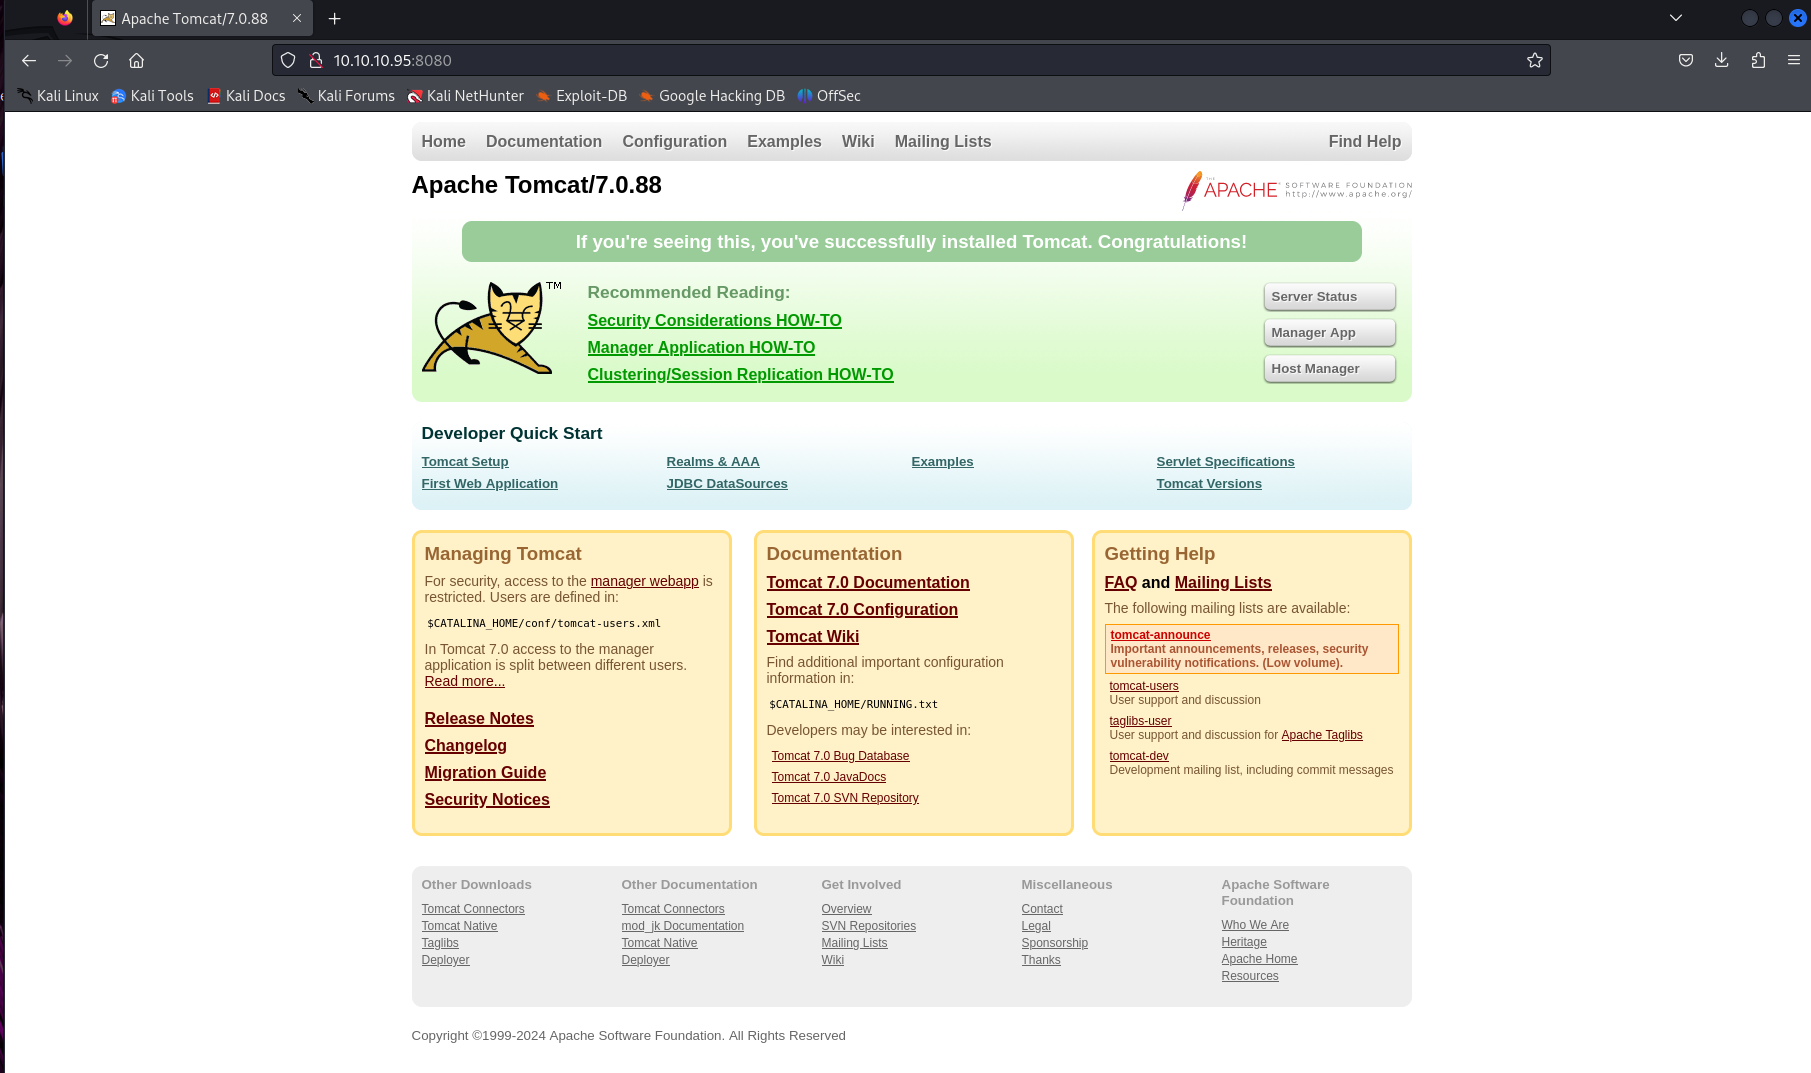 Apache Tomcat/7.0.88
10.10.10.95:8080
Kali Linux Kali Tools Kali Docs Kali Forums Kali NetHunter Exploit-DB Google Hacking DB OffSec
Home Documentation Configuration Examples Wiki Mailing Lists Find Help
Apache Tomcat/7.0.88
THE APACHE SOFTWARE FOUNDATION
http://www.apache.org/
If you're seeing this, you've successfully installed Tomcat. Congratulations!
TM
Recommended Reading:
Security Considerations HOW-TO
Manager Application HOW-TO
Clustering/Session Replication HOW-TO
Server Status
Manager App
Host Manager
Developer Quick Start
Tomcat Setup
First Web Application
Realms & AAA
JDBC DataSources
Examples
Servlet Specifications
Tomcat Versions
Managing Tomcat
For security, access to the manager webapp is
restricted. Users are defined in:
$CATALINA_HOME/conf/tomcat-users.xml
In Tomcat 7.0 access to the manager
application is split between different users.
Read more...
Release Notes
Changelog
Migration Guide
Security Notices
Documentation
Tomcat 7.0 Documentation
Tomcat 7.0 Configuration
Tomcat Wiki
Find additional important configuration
information in:
$CATALINA_HOME/RUNNING.txt
Developers may be interested in:
Tomcat 7.0 Bug Database
Tomcat 7.0 JavaDocs
Tomcat 7.0 SVN Repository
Getting Help
FAQ and Mailing Lists
The following mailing lists are available:
tomcat-announce
Important announcements, releases, security
vulnerability notifications. (Low volume).
tomcat-users
User support and discussion
taglibs-user
User support and discussion for Apache Taglibs
tomcat-dev
Development mailing list, including commit messages
Other Downloads
Tomcat Connectors
Tomcat Native
Taglibs
Deployer
Other Documentation
Tomcat Connectors
mod_jk Documentation
Tomcat Native
Deployer
Get Involved
Overview
SVN Repositories
Mailing Lists
Wiki
Miscellaneous
Contact
Legal
Sponsorship
Thanks
Apache Software
Foundation
Who We Are
Heritage
Apache Home
Resources
Copyright ©1999-2024 Apache Software Foundation. All Rights Reserved